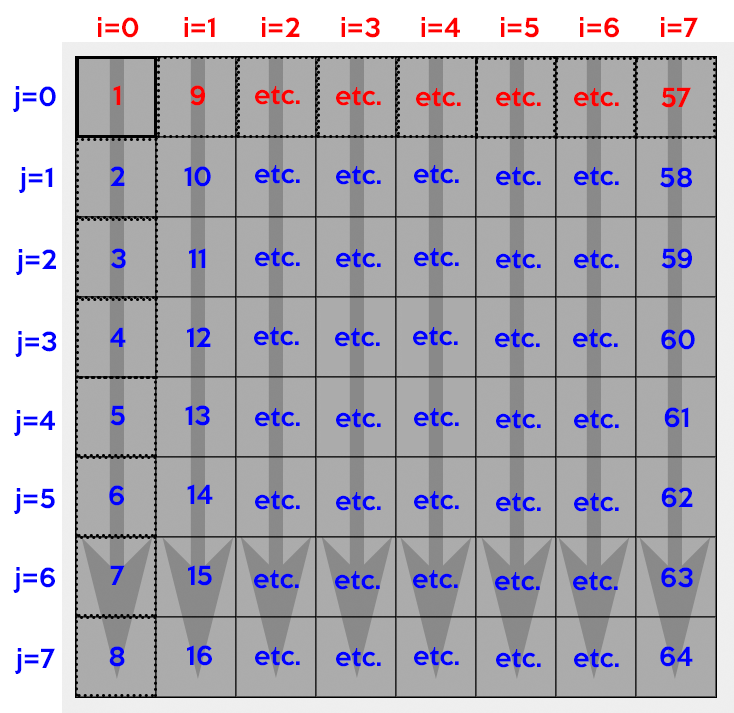 i=0 i=1 i=2 i=3 i=4 i=5 i=6 i=7
j=0 1 9 etc. etc. etc. etc. etc. 57
j=1 2 10 etc. etc. etc. etc. etc. 58
j=2 3 11 etc. etc. etc. etc. etc. 59
j=3 4 12 etc. etc. etc. etc. etc. 60
j=4 5 13 etc. etc. etc. etc. etc. 61
j=5 6 14 etc. etc. etc. etc. etc. 62
j=6 7 15 etc. etc. etc. etc. etc. 63
j=7 8 16 etc. etc. etc. etc. etc. 64